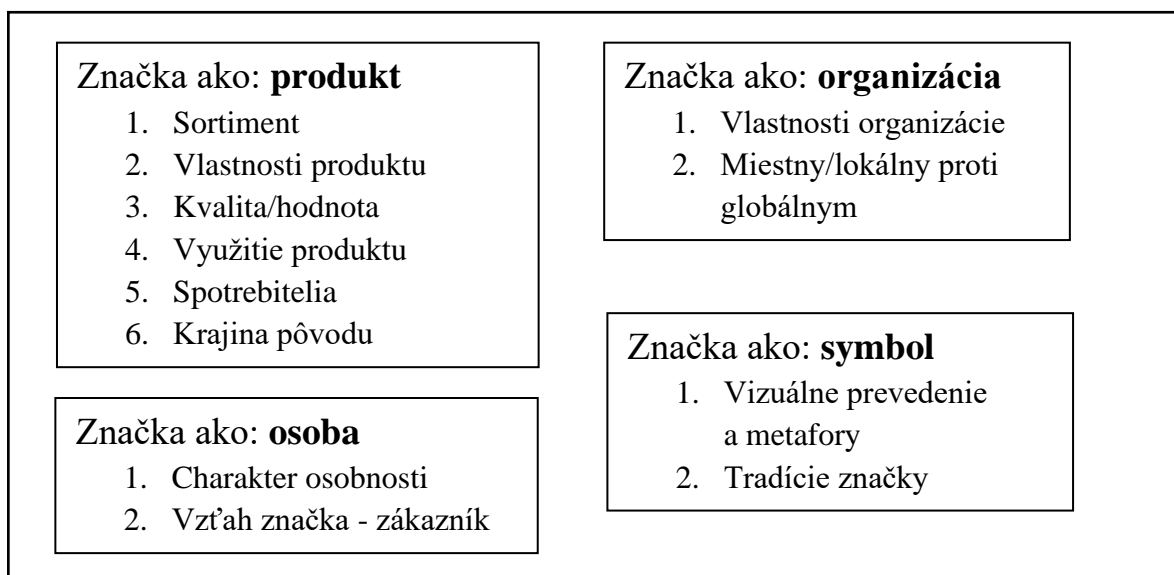 Značka ako: produkt
1. Sortiment
2. Vlastnosti produktu
3. Kvalita/hodnota
4. Využitie produktu
5. Spotrebitelia
6. Krajina pôvodu
Značka ako: organizácia
1. Vlastnosti organizácie
2. Miestny/lokálny proti
globálnym
Značka ako: osoba
1. Charakter osobnosti
2. Vzťah značka - zákazník
Značka ako: symbol
1. Vizuálne prevedenie
a metafory
2. Tradície značky